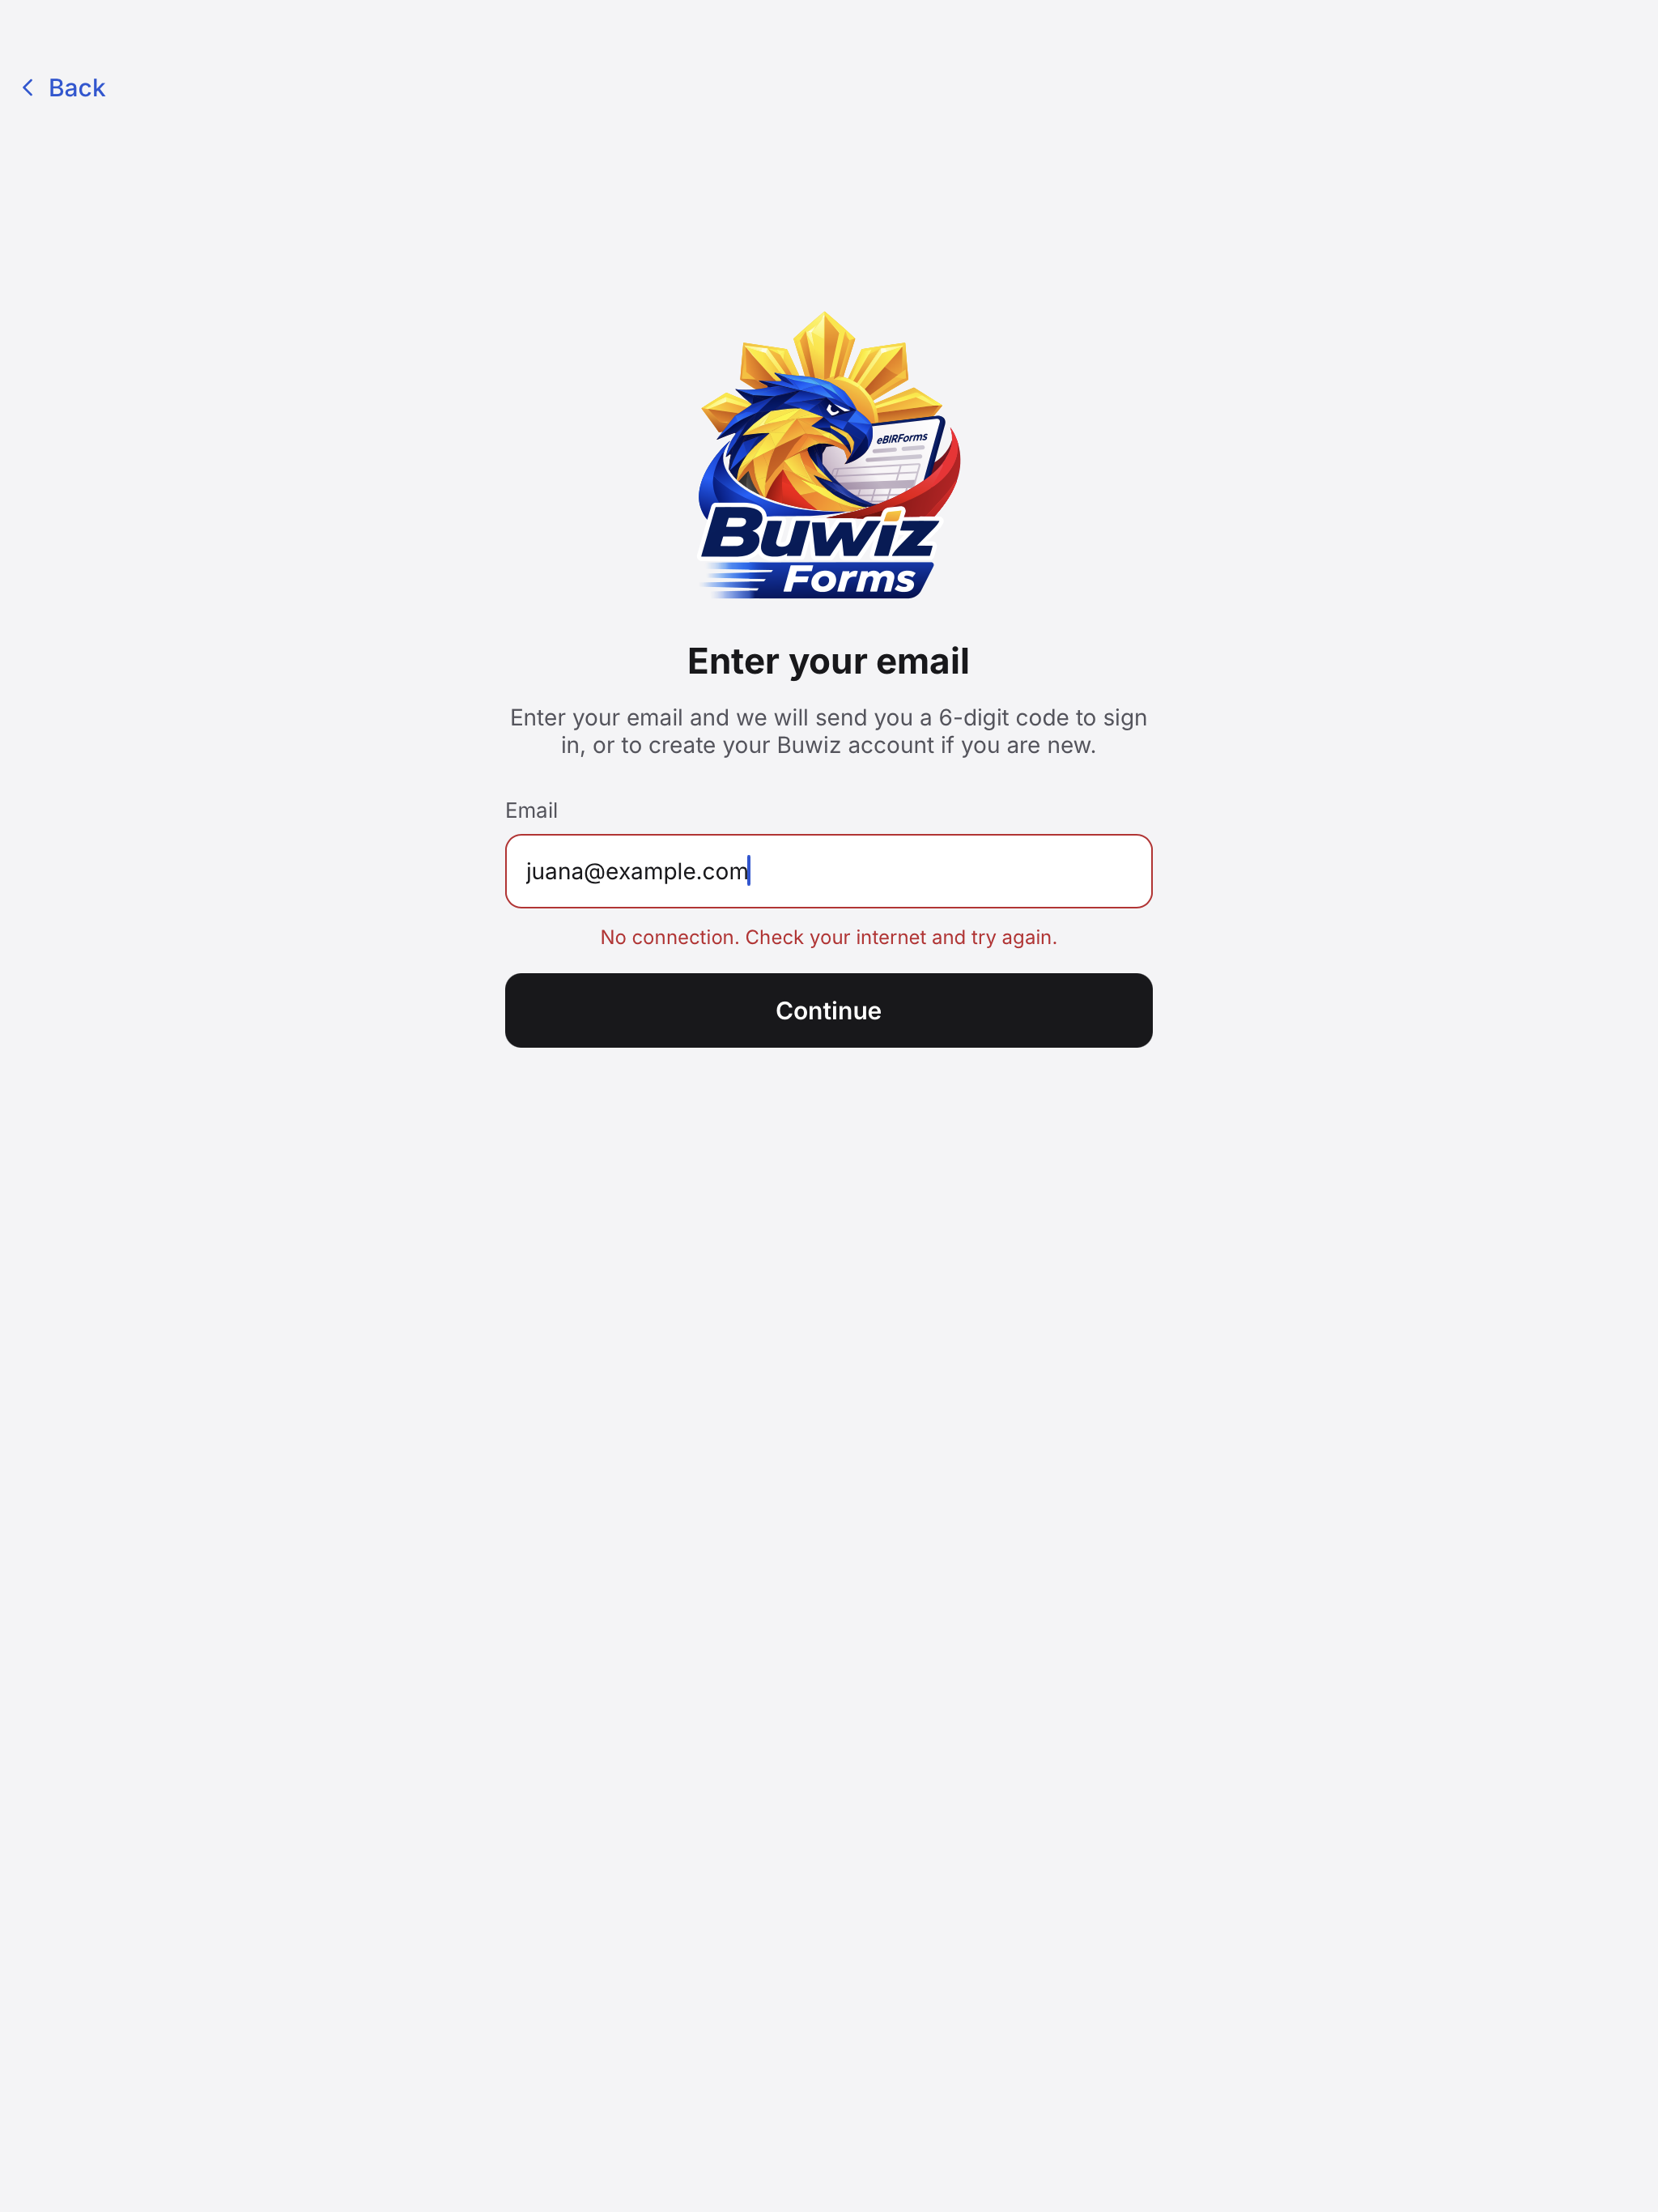 Back
eBIRForms
Buwiz
Forms
Enter your email
Enter your email and we will send you a 6-digit code to sign
in, or to create your Buwiz account if you are new.
Email
juana@example.com
No connection. Check your internet and try again.
Continue